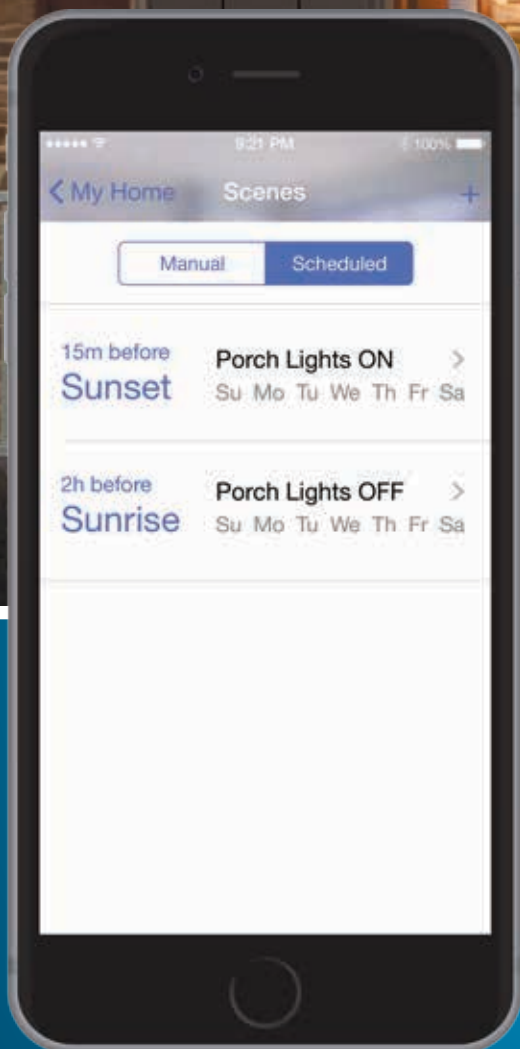 9:21 PM
100%
My Home
Scenes
+
Manual
Scheduled
15m before
Sunset
Porch Lights ON
Su Mo Tu We Th Fr Sa
2h before
Sunrise
Porch Lights OFF
Su Mo Tu We Th Fr Sa